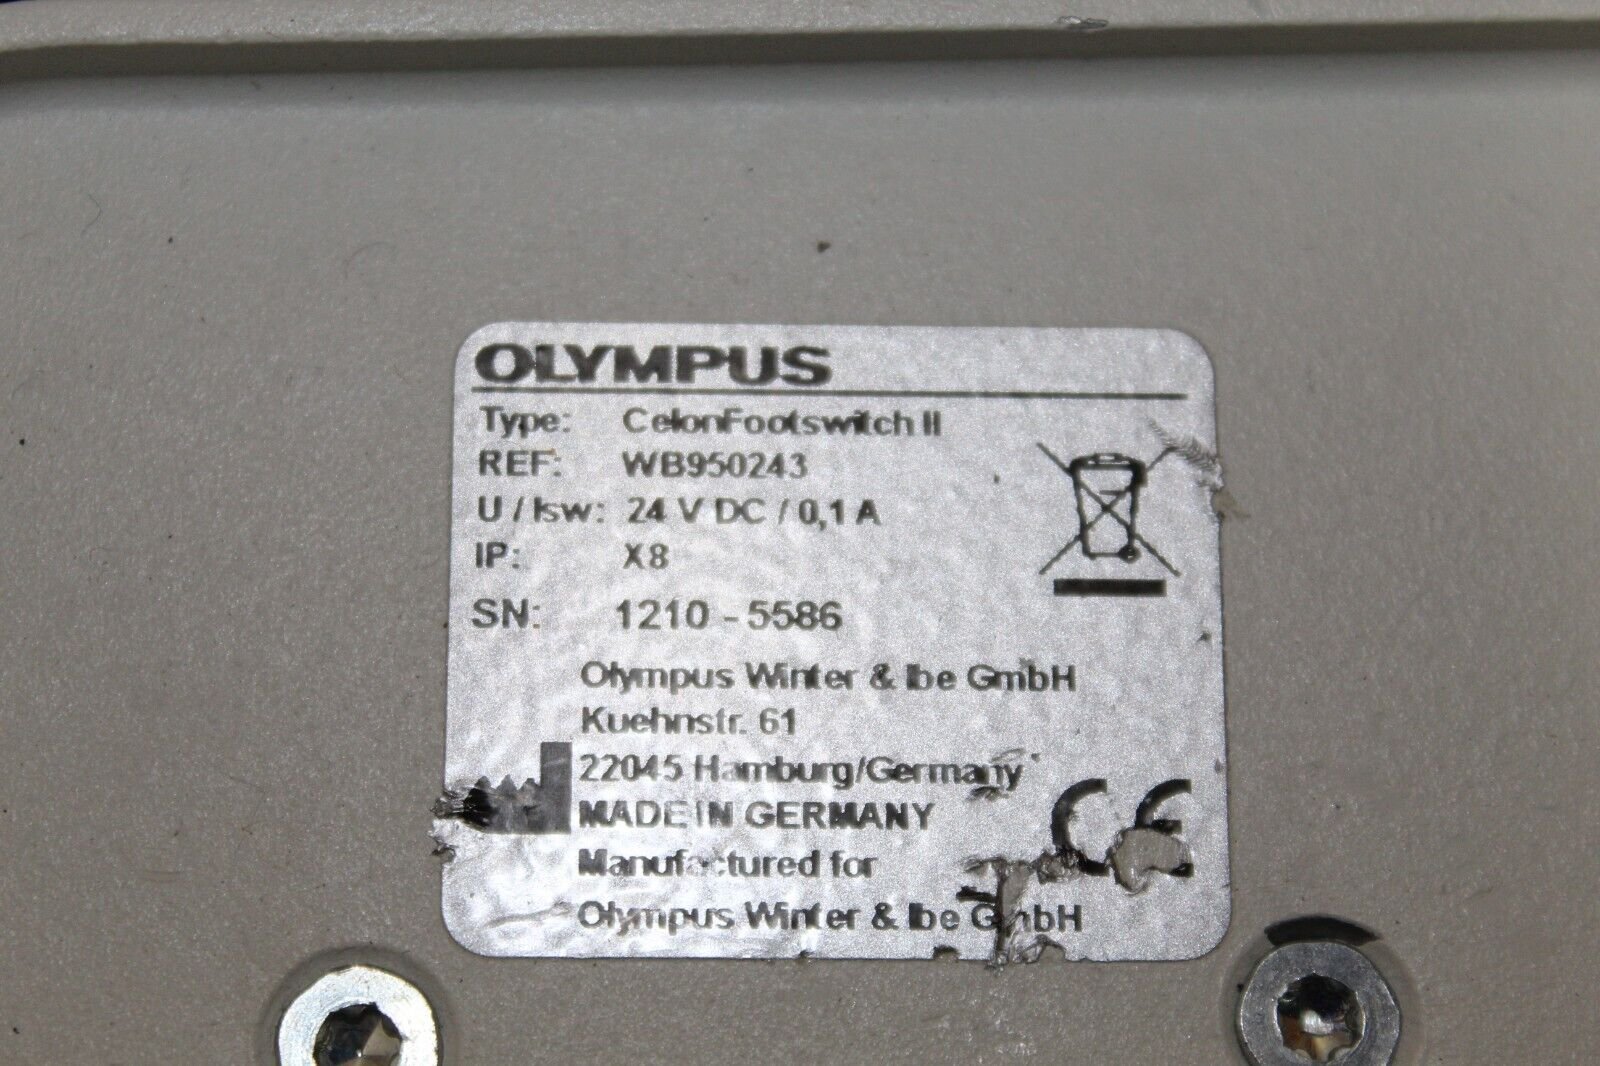 OLYMPUS
Type: CelonFootswitch II
REF: WB950243
U / Isw: 24 V DC / 0,1 A
IP: X8
SN: 1210 - 5586
Olympus Winter & Ibe GmbH
Kuehnstr. 61
22045 Hamburg/Germany
MADE IN GERMANY
Manufactured for
Olympus Winter & Ibe GmbH
CE